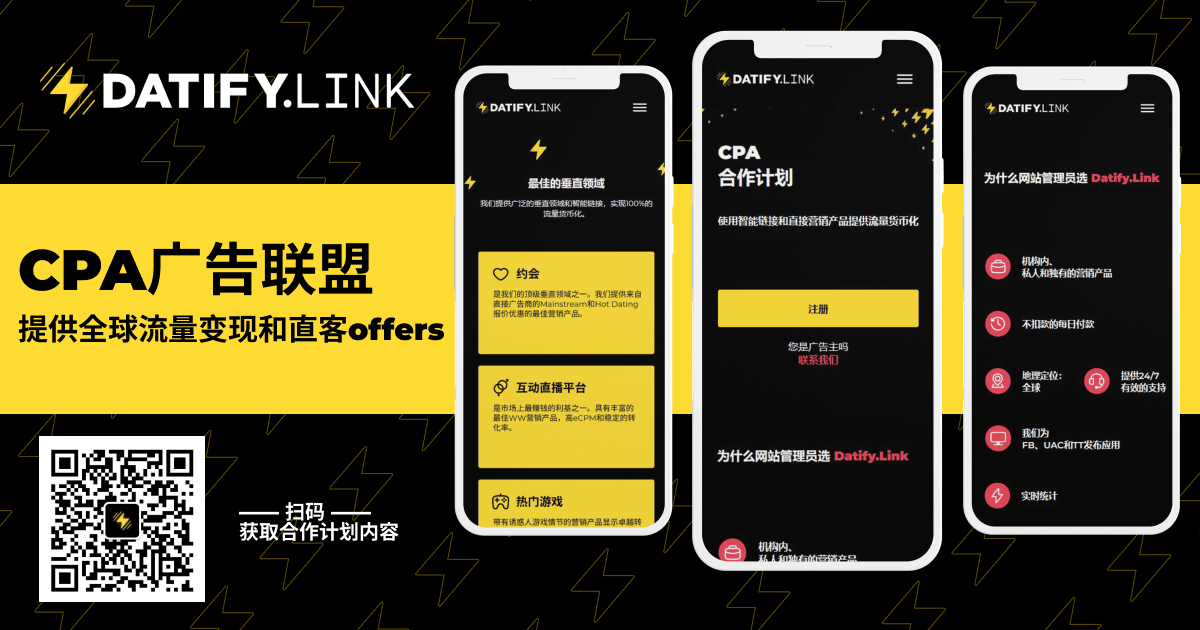 DATIFY.LINK
CPA广告联盟
提供全球流量变现和直客offers
扫码
获取合作计划内容
DATIFY.LINK
最佳的垂直领域
我们提供广泛的垂直领域和智能链接，实现100%的
流量货币化。
约会
是我们的顶级垂直领域之一。我们提供来自
直接广告商的Mainstream和Hot Dating
报价优惠的最佳营销产品。
互动直播平台
是市场上最赚钱的利基之一。具有丰富的
最佳WW营销产品，高eCPM和稳定的转
化率。
热门游戏
带有诱惑人游戏情节的营销产品显示卓越转
DATIFY.LINK
CPA
合作计划
使用智能链接和直接营销产品提供流量货币化
注册
您是广告主吗
联系我们
为什么网站管理员选 Datify.Link
机构内、
私人和独有的营销产品
DATIFY.LINK
为什么网站管理员选 Datify.Link
机构内、
私人和独有的营销产品
不扣款的每日付款
地理定位：
全球
提供24/7
有效的支持
我们为
FB、UAC和TT发布应用
实时统计